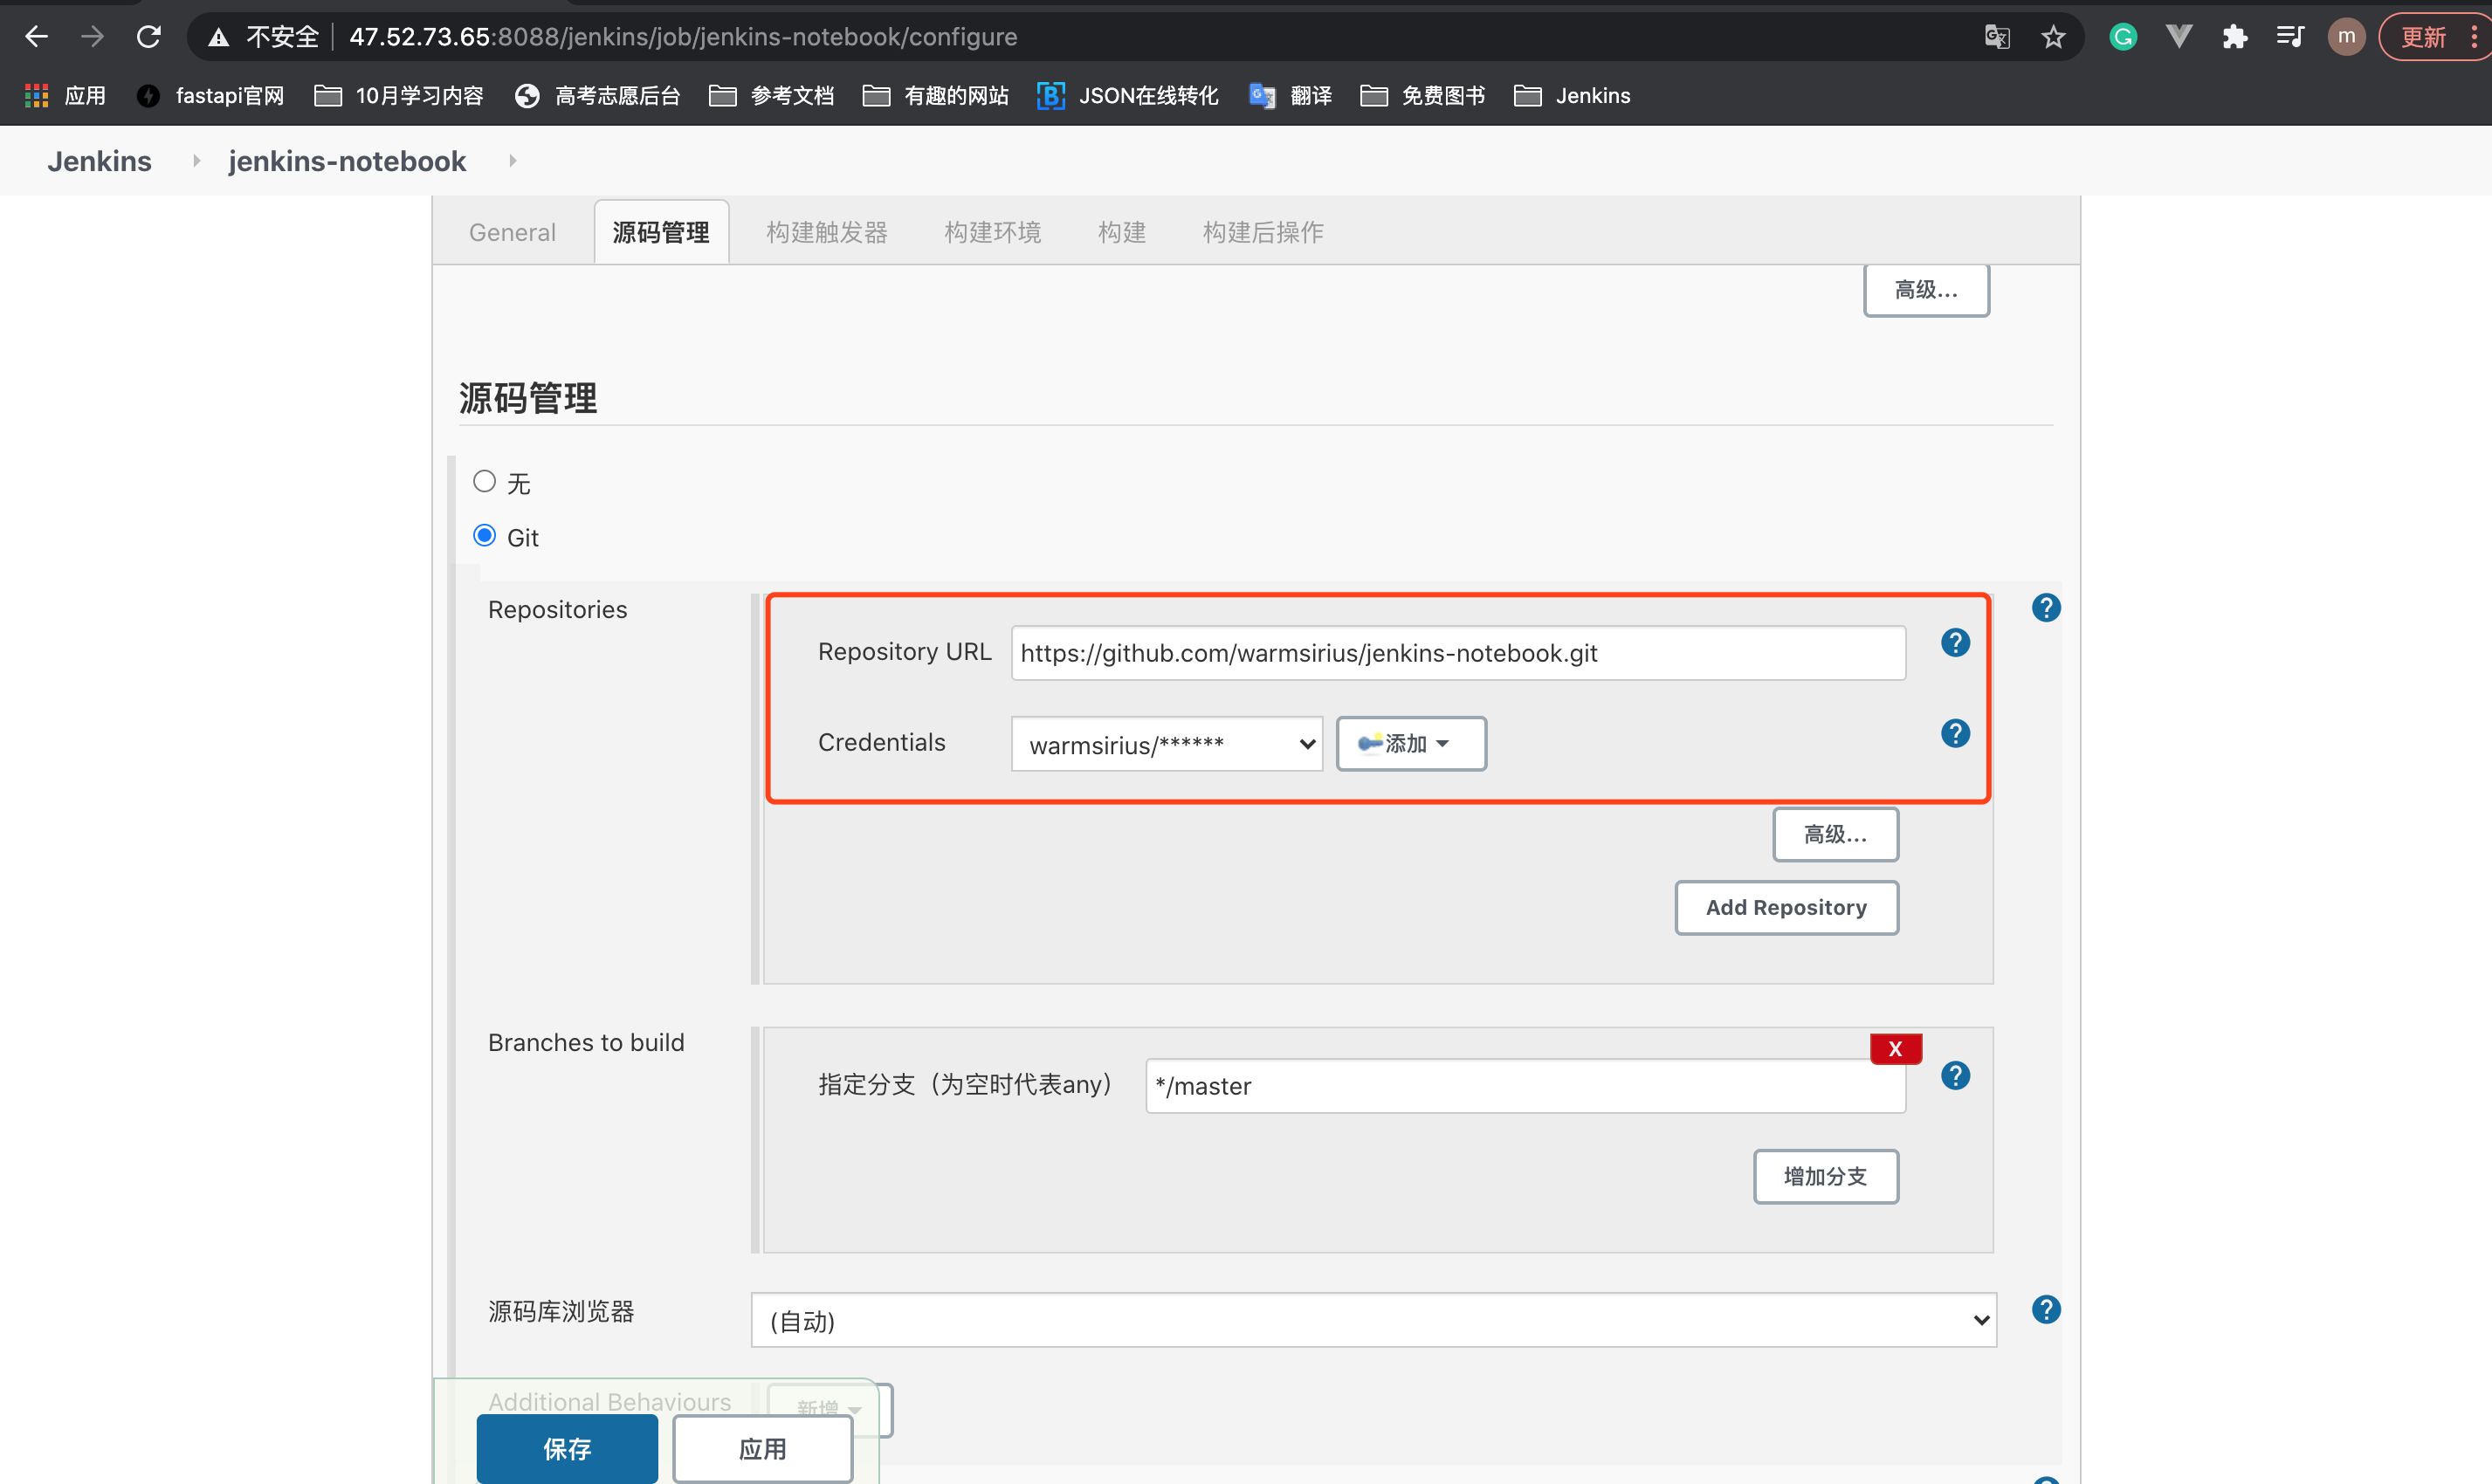 不安全 47.52.73.65:8088/jenkins/job/jenkins-notebook/configure m 更新
应用 fastapi官网 10月学习内容 高考志愿后台 参考文档 有趣的网站 JSON在线转化 翻译 免费图书 Jenkins
Jenkins jenkins-notebook
General 源码管理 构建触发器 构建环境 构建 构建后操作
高级...
源码管理
无
Git
Repositories
Repository URL https://github.com/warmsirius/jenkins-notebook.git
Credentials warmsirius/****** 添加
高级...
Add Repository
Branches to build
X
指定分支（为空时代表any） */master
增加分支
源码库浏览器 (自动)
Additional Behaviours 新增
保存 应用